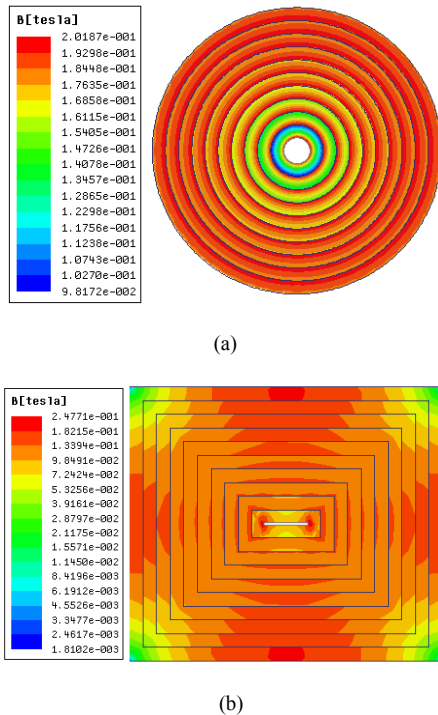 B[tesla]
2.0187e-001
1.9298e-001
1.8448e-001
1.7635e-001
1.6858e-001
1.6115e-001
1.5405e-001
1.4726e-001
1.4078e-001
1.3457e-001
1.2865e-001
1.2298e-001
1.1756e-001
1.1238e-001
1.0743e-001
1.0270e-001
9.8172e-002
(a)
B[tesla]
2.4771e-001
1.8215e-001
1.3394e-001
9.8491e-002
7.2424e-002
5.3256e-002
3.9161e-002
2.8797e-002
2.1175e-002
1.5571e-002
1.1450e-002
8.4196e-003
6.1912e-003
4.5526e-003
3.3477e-003
2.4617e-003
1.8102e-003
(b)